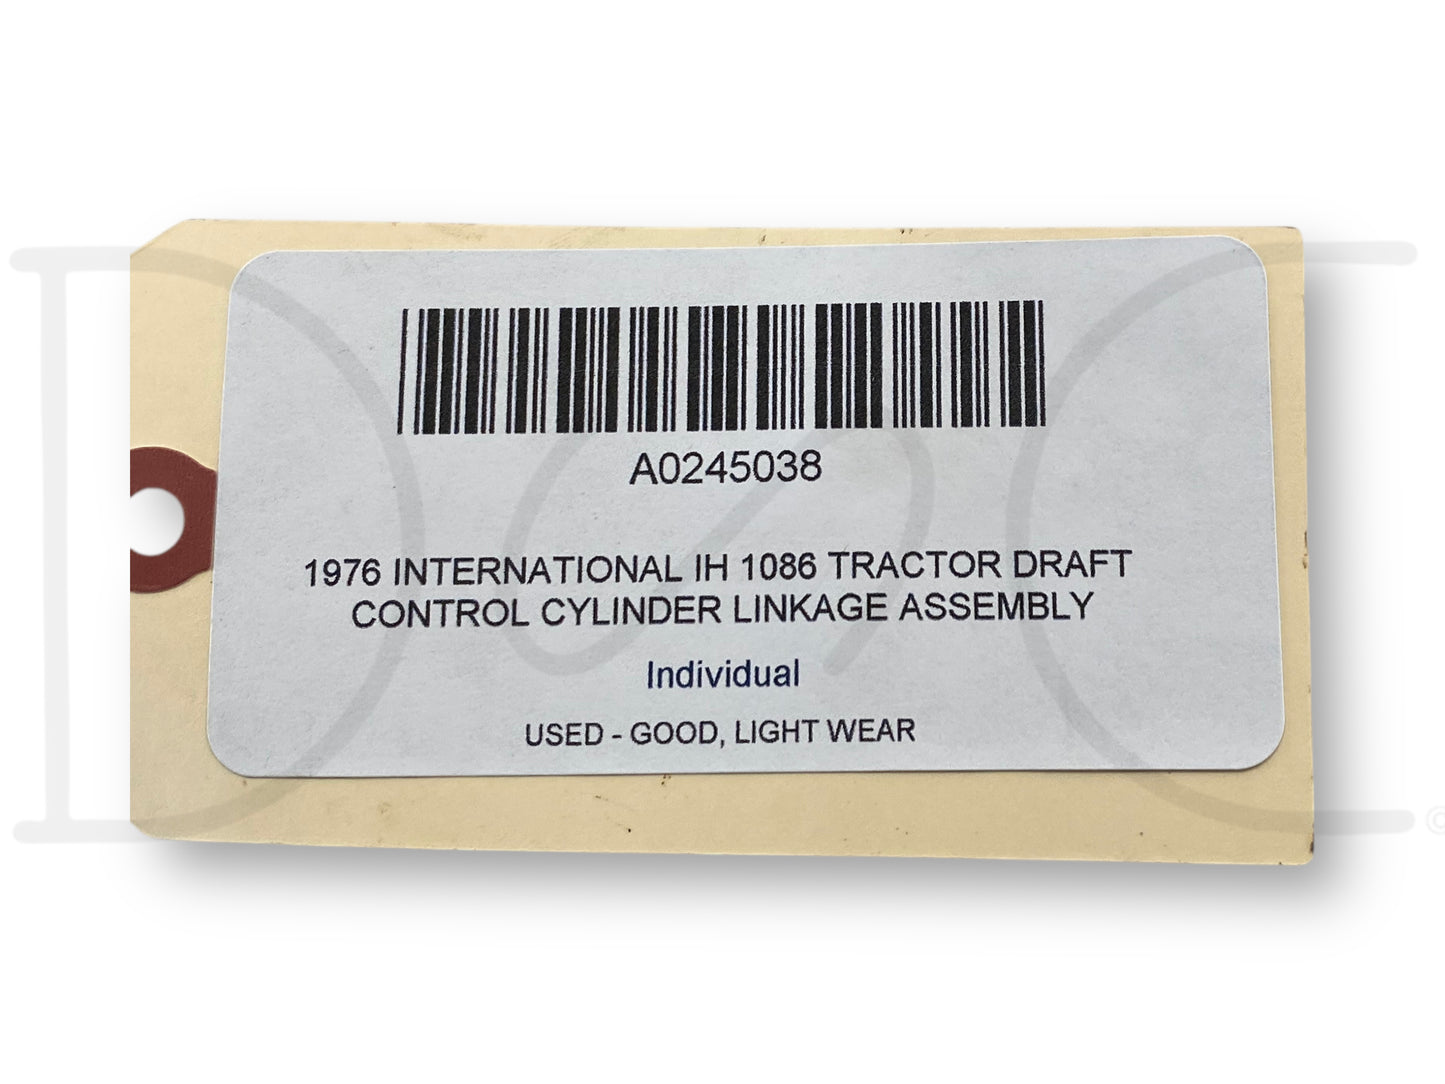 A0245038
1976 INTERNATIONAL IH 1086 TRACTOR DRAFT
CONTROL CYLINDER LINKAGE ASSEMBLY
Individual
USED - GOOD, LIGHT WEAR